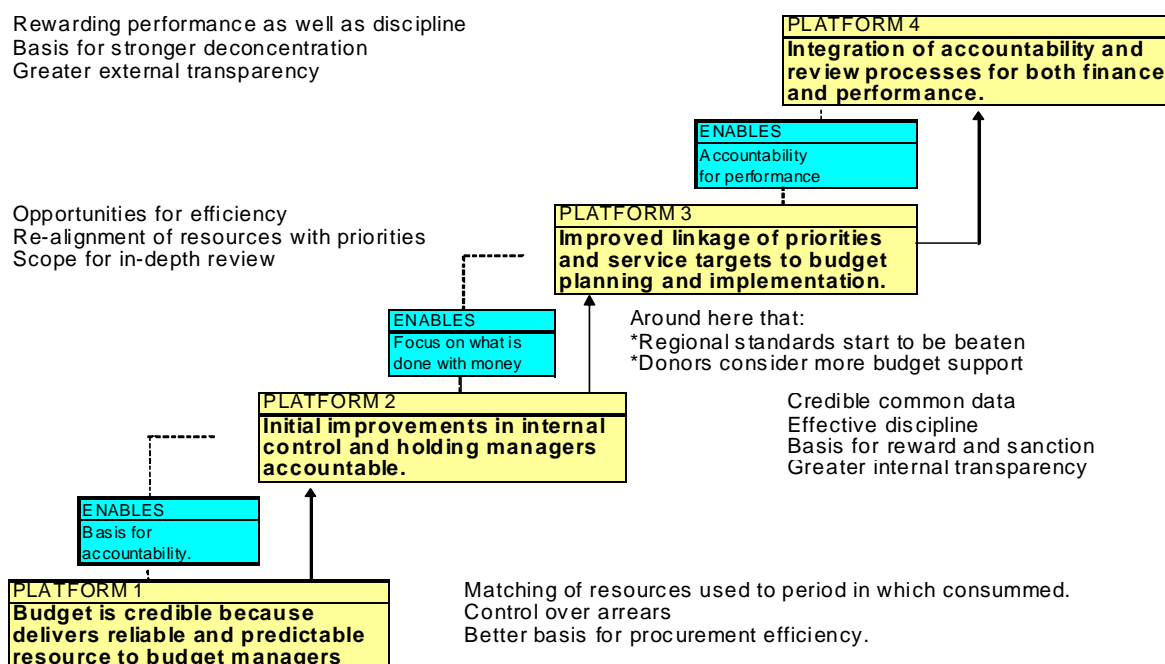 Rewarding performance as well as discipline
Basis for stronger deconcentration
Greater external transparency
PLATFORM 4
Integration of accountability and
review processes for both finance
and performance.
ENABLES
Accountability
for performance
Opportunities for efficiency
Re-alignment of resources with priorities
Scope for in-depth review
PLATFORM 3
Improved linkage of priorities
and service targets to budget
planning and implementation.
ENABLES
Focus on what is
done with money
Around here that:
*Regional standards start to be beaten
*Donors consider more budget support
PLATFORM 2
Initial improvements in internal
control and holding managers
accountable.
Credible common data
Effective discipline
Basis for reward and sanction
Greater internal transparency
ENABLES
Basis for
accountability.
PLATFORM 1
Budget is credible because
delivers reliable and predictable
resource to budget managers
Matching of resources used to period in which consummed.
Control over arrears
Better basis for procurement efficiency.